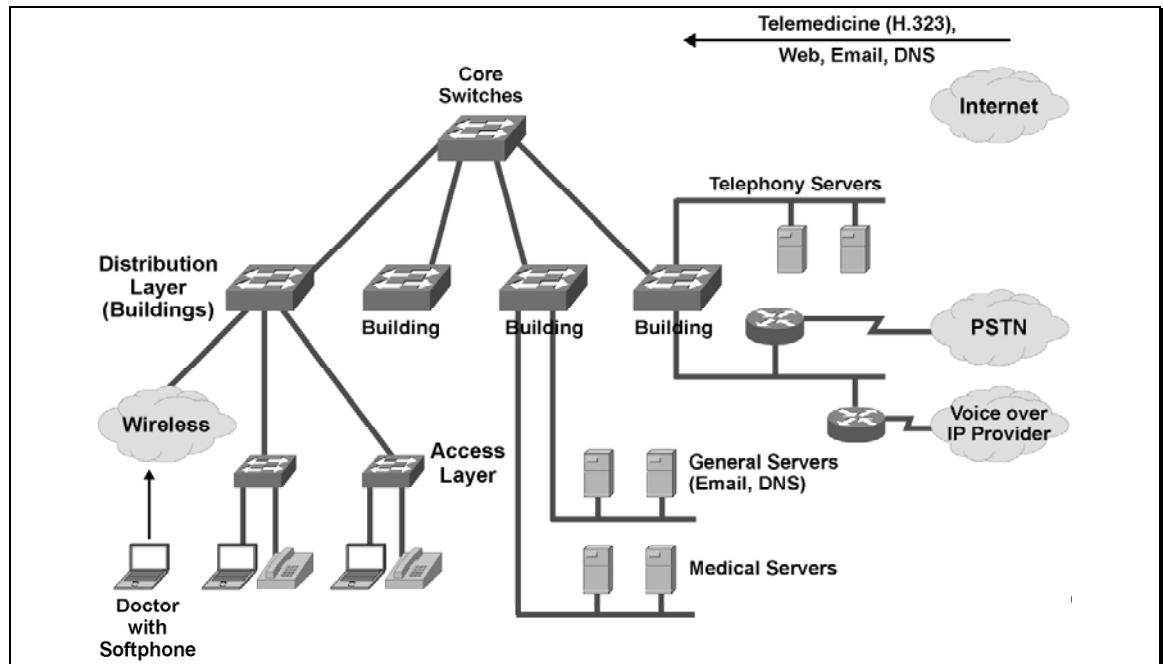 Telemedicine (H.323),
Web, Email, DNS
Core
Switches
Internet
Telephony Servers
Distribution
Layer
(Buildings)
Building
Building
Building
PSTN
Wireless
Voice over
IP Provider
Access
Layer
General Servers
(Email, DNS)
Medical Servers
Doctor
with
Softphone